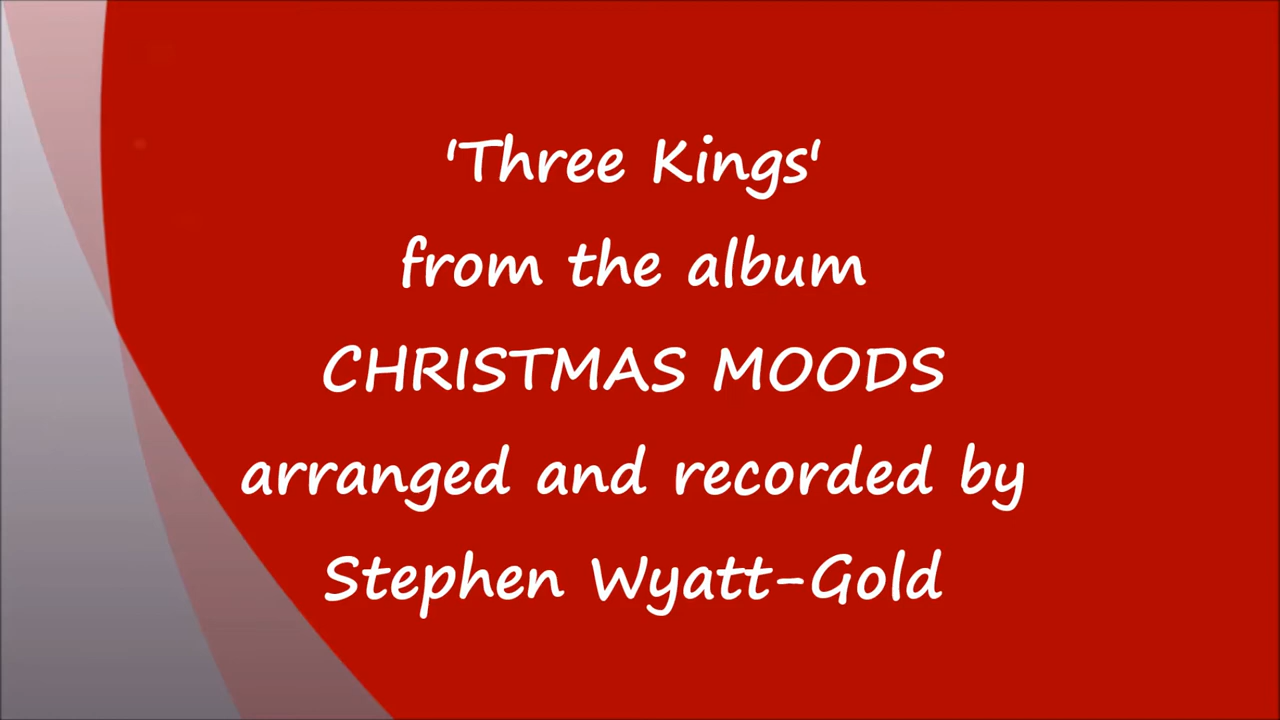 'Three Kings'
from the album
CHRISTMAS MOODS
arranged and recorded by
Stephen Wyatt-Gold